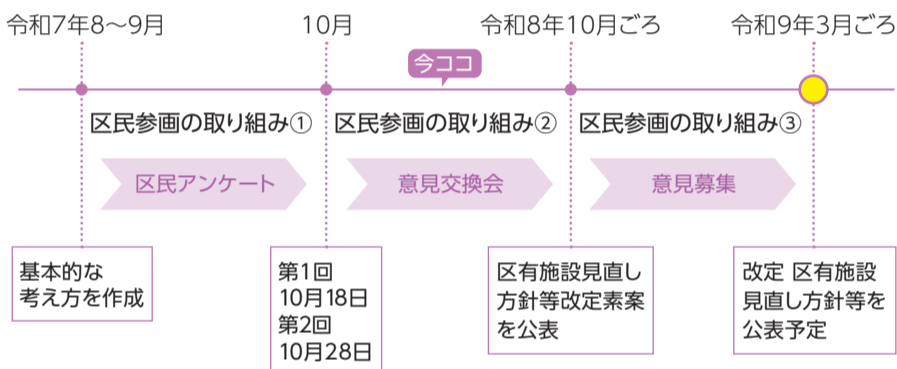 令和7年8〜9月
10月
令和8年10月ごろ
令和9年3月ごろ
今ココ
区民参画の取り組み①
区民参画の取り組み②
区民参画の取り組み③
区民アンケート
意見交換会
意見募集
基本的な
考え方を作成
第1回
10月18日
第2回
10月28日
区有施設見直し
方針等改定素案
を公表
改定 区有施設
見直し方針等を
公表予定